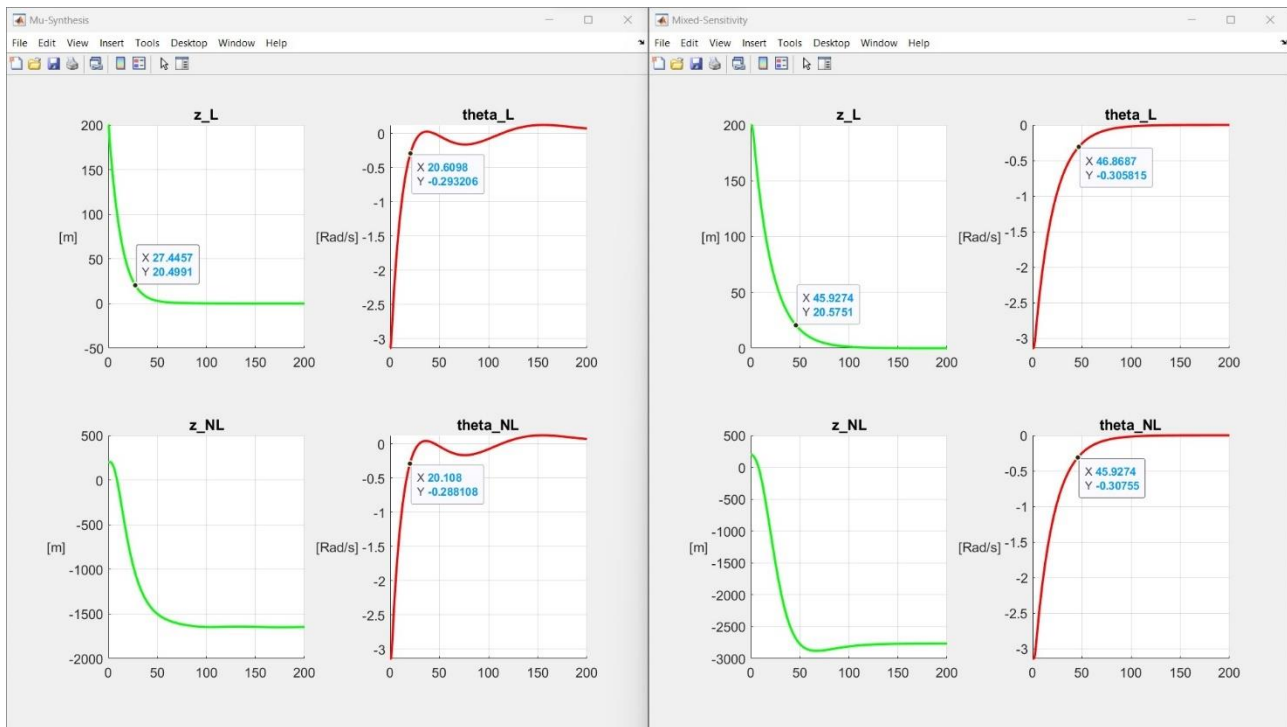 Mu-Synthesis
File Edit View Insert Tools Desktop Window Help
z_L
200
150
100
50
0
-50
[m]
X 27.4457
Y 20.4991
0 50 100 150 200
theta_L
0
-0.5
-1
-1.5
-2
-2.5
-3
[Rad/s]
X 20.6098
Y -0.293206
0 50 100 150 200
z_NL
500
0
-500
-1000
-1500
-2000
[m]
0 50 100 150 200
theta_NL
0
-0.5
-1
-1.5
-2
-2.5
-3
[Rad/s]
X 20.108
Y -0.288108
0 50 100 150 200
Mixed-Sensitivity
File Edit View Insert Tools Desktop Window Help
z_L
200
150
100
50
0
[m]
X 45.9274
Y 20.5751
0 50 100 150 200
theta_L
0
-0.5
-1
-1.5
-2
-2.5
-3
[Rad/s]
X 46.8687
Y -0.305815
0 50 100 150 200
z_NL
500
0
-500
-1000
-1500
-2000
-2500
-3000
[m]
0 50 100 150 200
theta_NL
0
-0.5
-1
-1.5
-2
-2.5
-3
[Rad/s]
X 45.9274
Y -0.30755
0 50 100 150 200